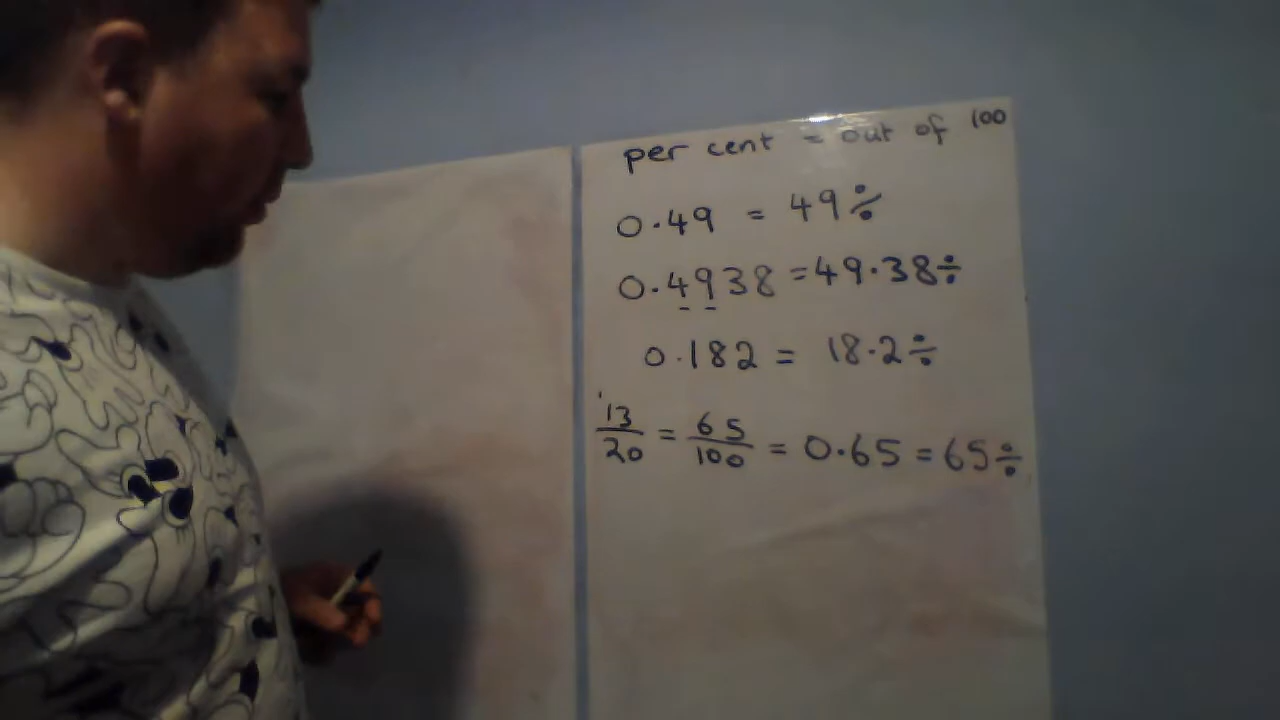 per cent = out of 100
0.49 = 49÷
0.4938 = 49.38÷
0.182 = 18.2÷
13/20 = 65/100 = 0.65 = 65÷